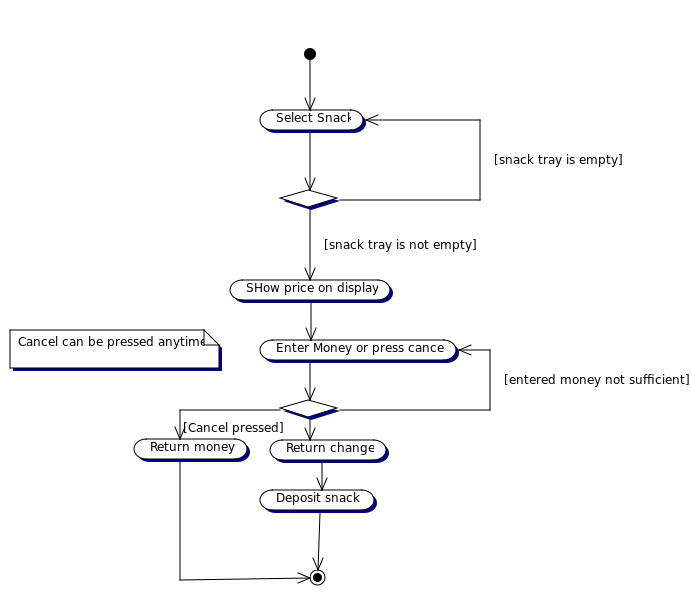 Select Snack
[snack tray is empty]
[snack tray is not empty]
SHow price on display
Cancel can be pressed anytime
Enter Money or press cance
[entered money not sufficient]
[Cancel pressed]
Return money
Return change
Deposit snack